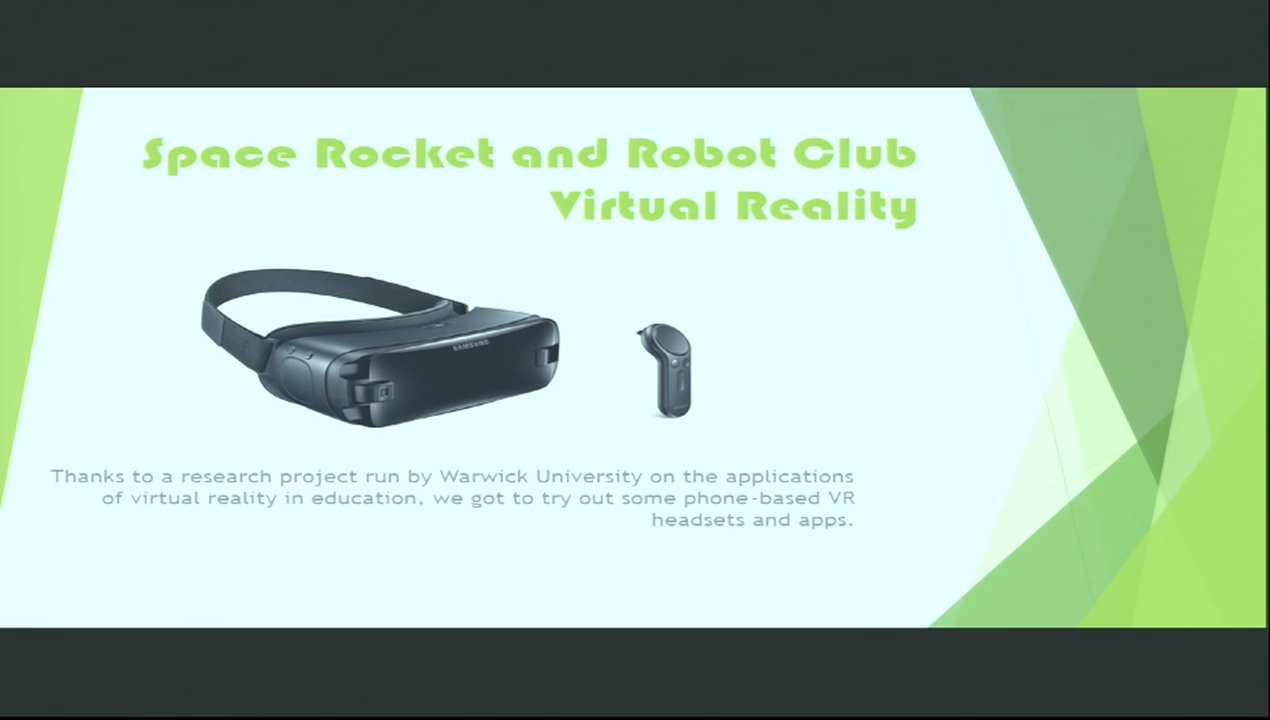 Space Rocket and Robot Club
Virtual Reality
SAMSUNG
Thanks to a research project run by Warwick University on the applications
of virtual reality in education, we got to try out some phone-based VR
headsets and apps.